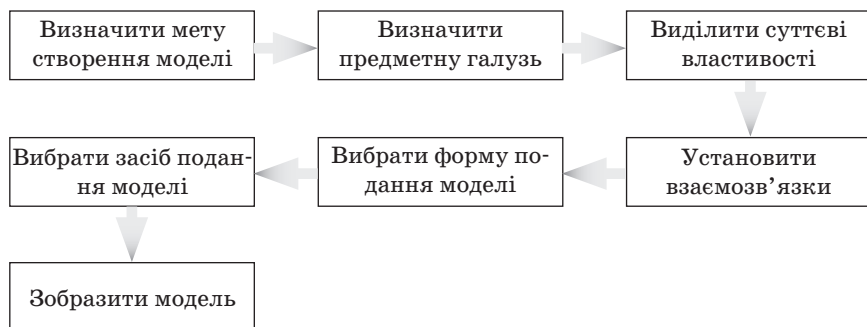 Визначити мету
створення моделі
Визначити
предметну галузь
Виділити суттєві
властивості
Установити
взаємозв’язки
Вибрати форму по-
дання моделі
Вибрати засіб подан-
ня моделі
Зобразити модель